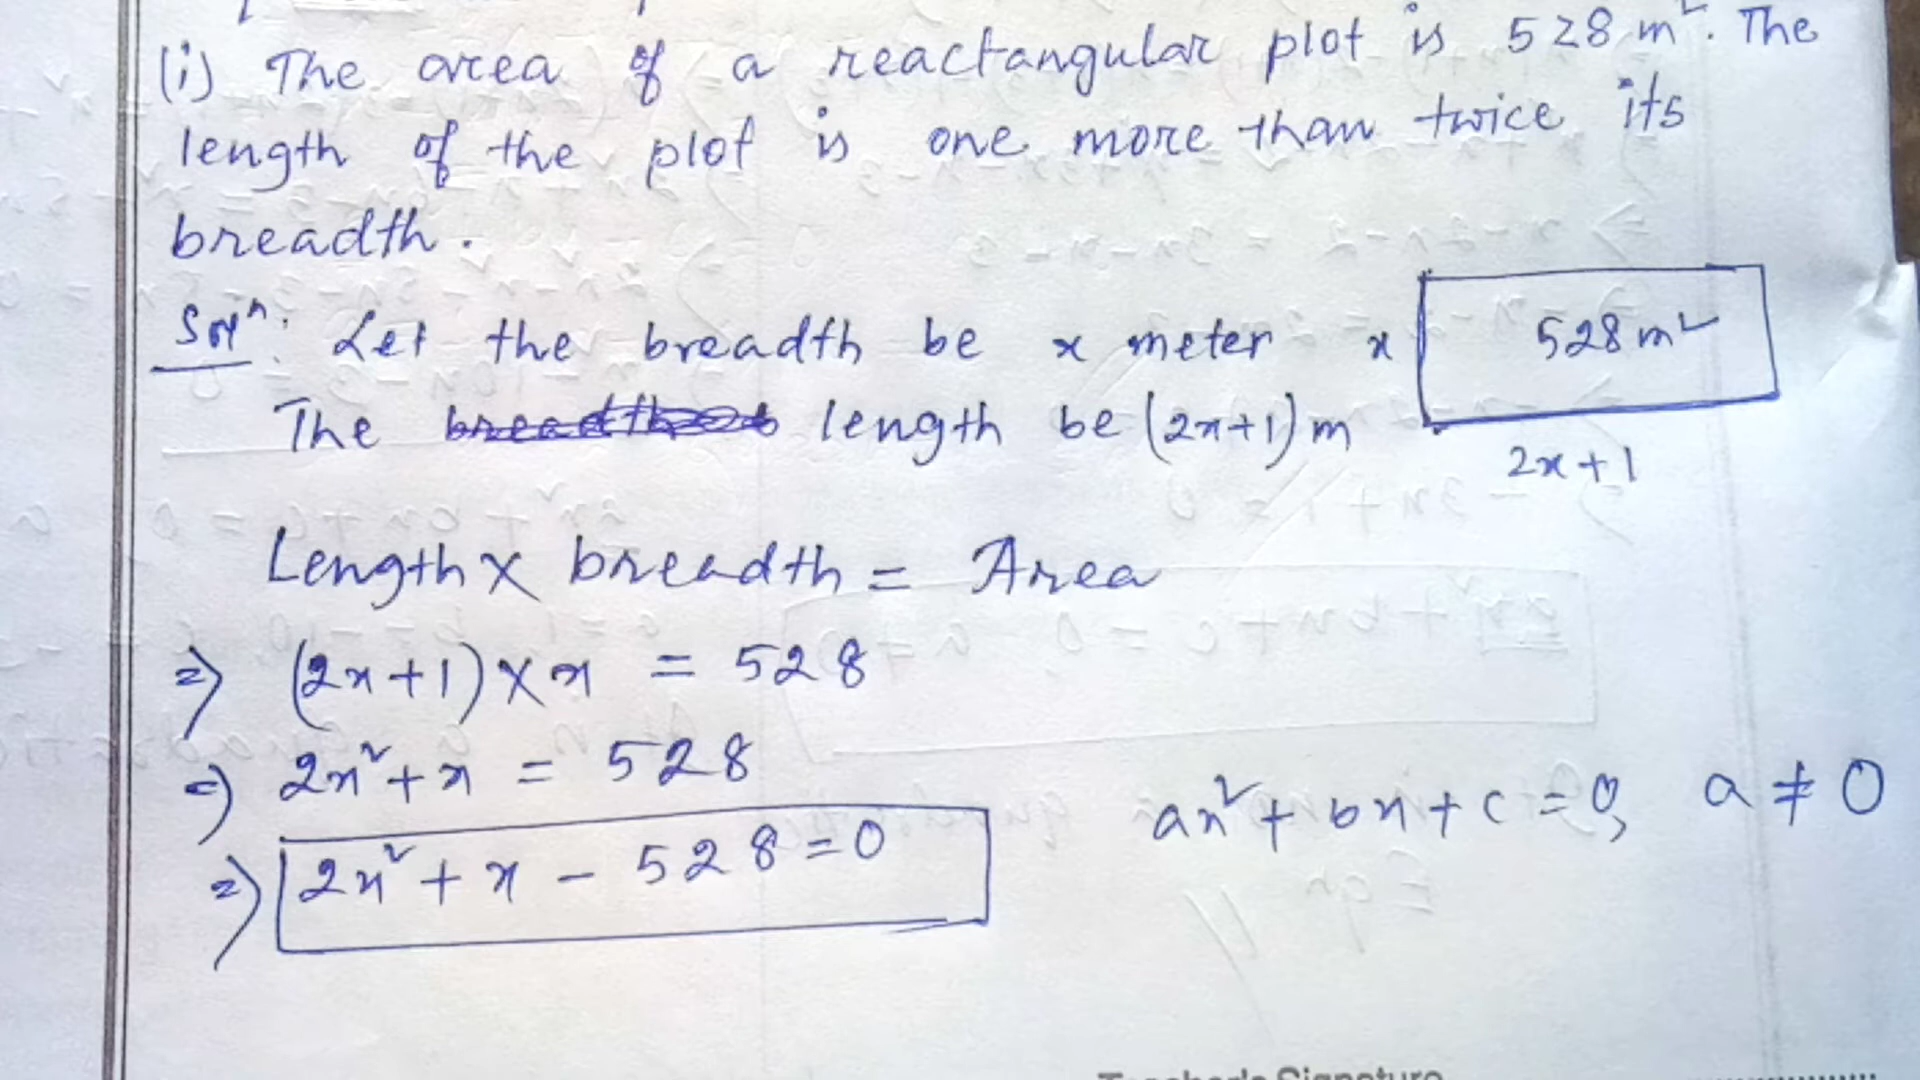 (i) The area of a reactangular plot is 528 m². The
length of the plot is one more than twice its
breadth.
Solⁿ: Let the breadth be x meter
x
528 m²
The length be (2x+1) m
2x+1
Length × breadth = Area
⇒ (2x+1) × x = 528
⇒ 2x² + x = 528
ax² + bx + c = 0, a ≠ 0
⇒ 2x² + x - 528 = 0